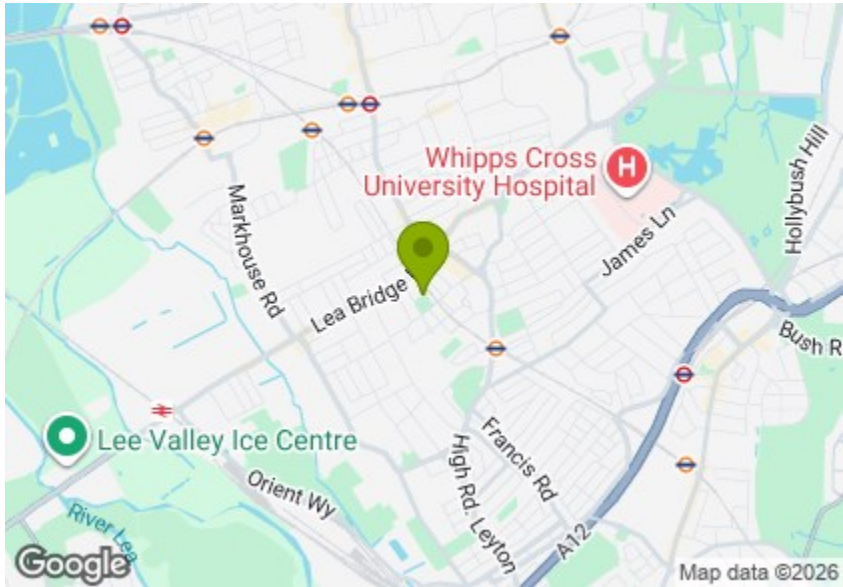 Whipps Cross
University Hospital
H
Hollybush Hill
James Ln
Markhouse Rd
Lea Bridge
Bush R
Lee Valley Ice Centre
Francis Rd
High Rd. Leyton
Orient Wy
A12
River Lea
Google
Map data ©2026